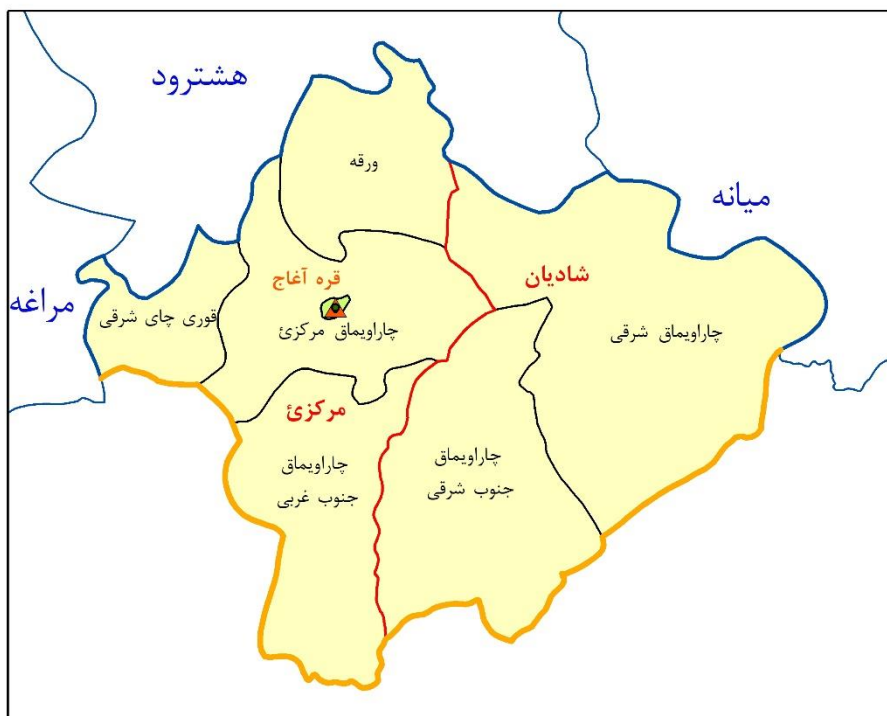 هشترود
ورقه
میانه
شادیان
قره آغاج
مراغه
قوری چای شرقی
چاراویماق مرکزئ
چاراویماق شرقی
مرکزئ
چاراویماق
جنوب غربی
چاراویماق
جنوب شرقی